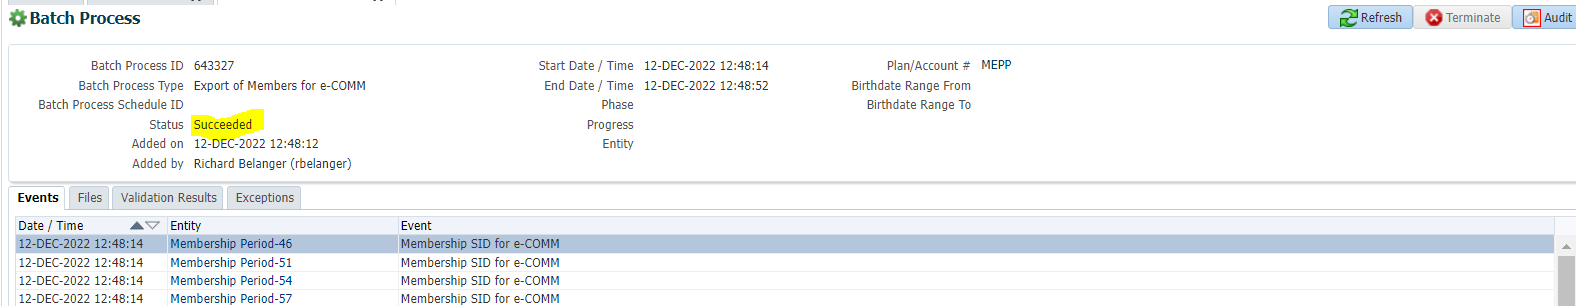 Batch Process
Refresh Terminate Audit
Batch Process ID 643327 Start Date / Time 12-DEC-2022 12:48:14 Plan/Account # MEPP
Batch Process Type Export of Members for e-COMM End Date / Time 12-DEC-2022 12:48:52 Birthdate Range From
Batch Process Schedule ID Phase Birthdate Range To
Status Succeeded Progress
Added on 12-DEC-2022 12:48:12 Entity
Added by Richard Belanger (rbelanger)
Events Files Validation Results Exceptions
Date / Time Entity Event
12-DEC-2022 12:48:14 Membership Period-46 Membership SID for e-COMM
12-DEC-2022 12:48:14 Membership Period-51 Membership SID for e-COMM
12-DEC-2022 12:48:14 Membership Period-54 Membership SID for e-COMM
12-DEC-2022 12:48:14 Membership Period-57 Membership SID for e-COMM